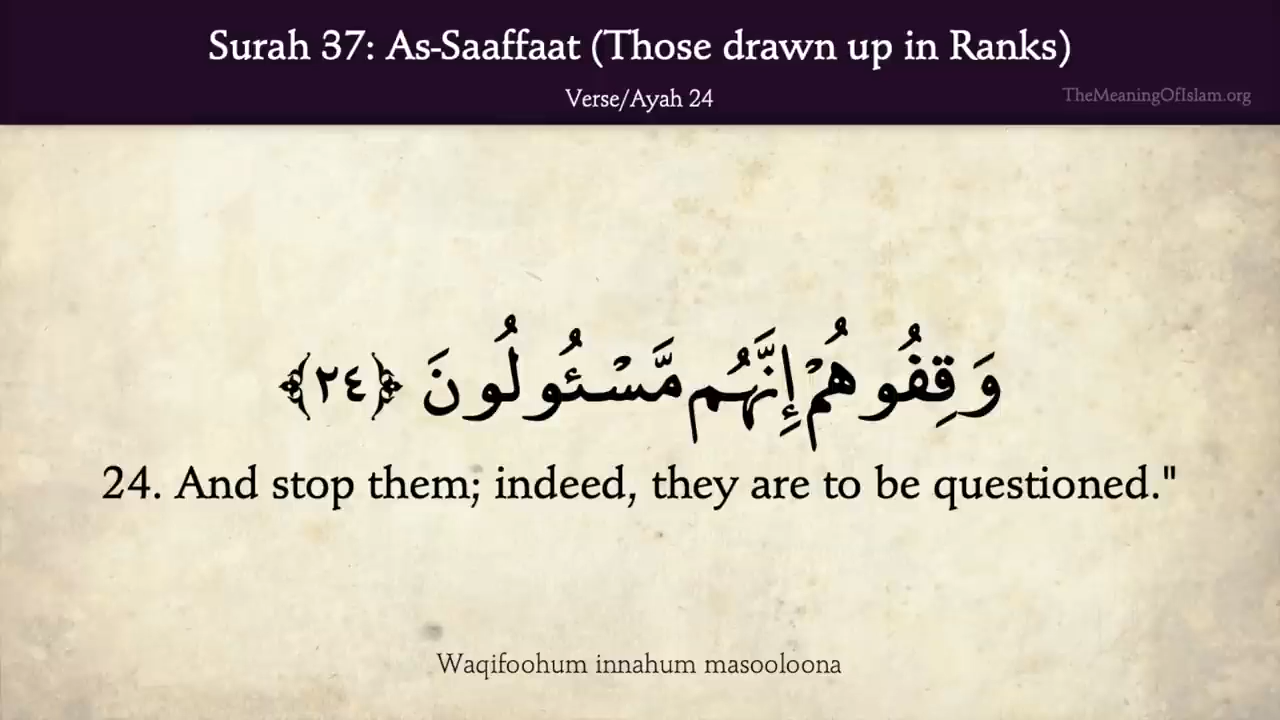 Surah 37: As-Saaffaat (Those drawn up in Ranks)
Verse/Ayah 24
TheMeaningOfIslam.org
وَقِفُوهُمْ إِنَّهُم مَّسْئُولُونَ ﴿٢٤﴾
24. And stop them; indeed, they are to be questioned."
Waqifoohum innahum masooloona